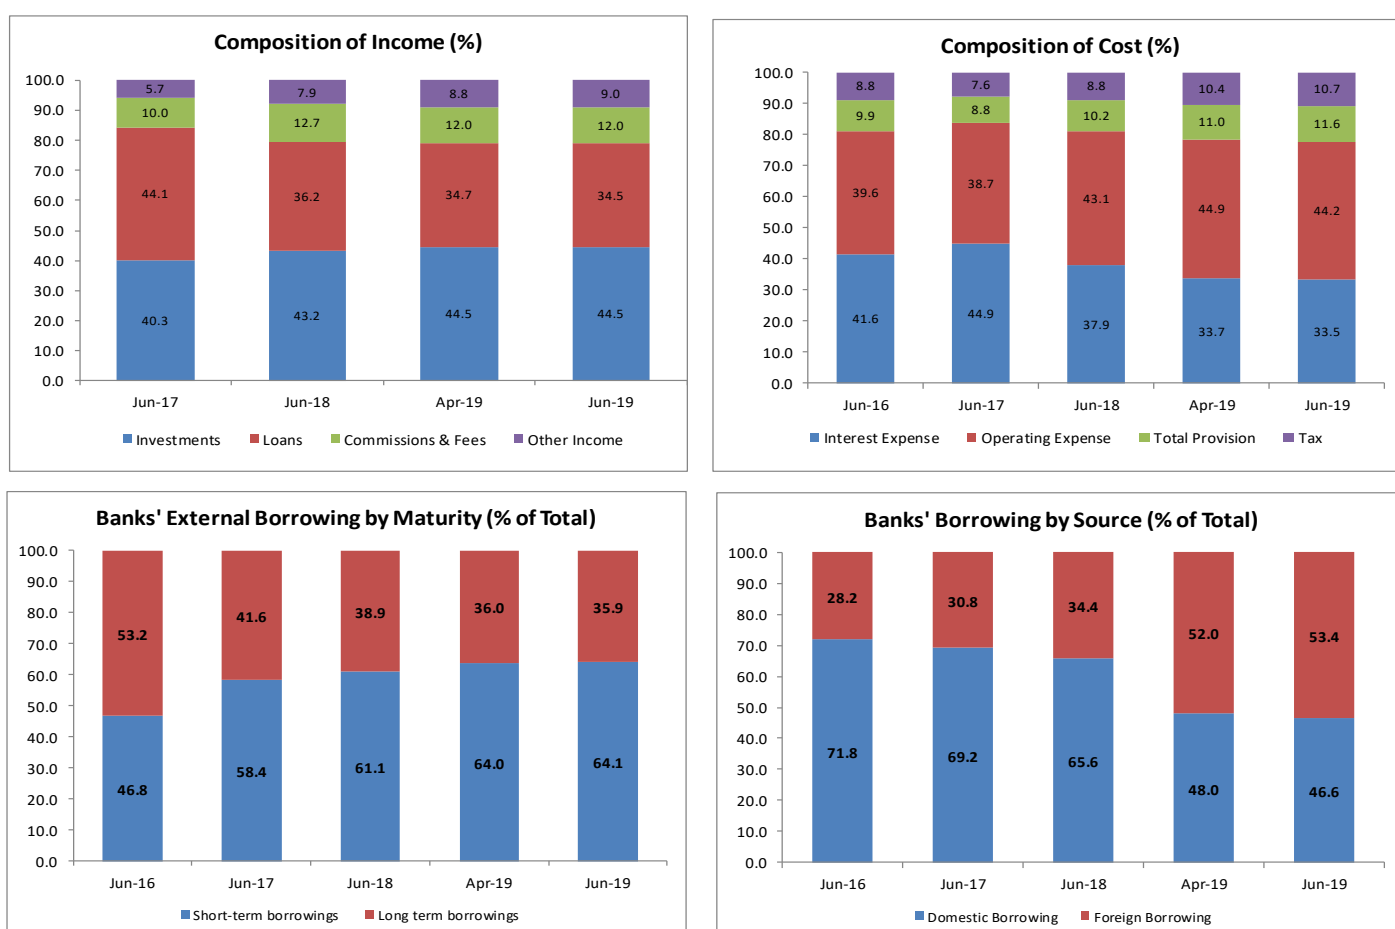 Composition of Income (%)
100.0
90.0
80.0
70.0
60.0
50.0
40.0
30.0
20.0
10.0
0.0
5.7 7.9 8.8 9.0
10.0 12.7 12.0 12.0
44.1 36.2 34.7 34.5
40.3 43.2 44.5 44.5
Jun-17 Jun-18 Apr-19 Jun-19
Investments Loans Commissions & Fees Other Income
Composition of Cost (%)
100.0
90.0
80.0
70.0
60.0
50.0
40.0
30.0
20.0
10.0
0.0
8.8 7.6 8.8 10.4 10.7
9.9 8.8 10.2 11.0 11.6
39.6 38.7 43.1 44.9 44.2
41.6 44.9 37.9 33.7 33.5
Jun-16 Jun-17 Jun-18 Apr-19 Jun-19
Interest Expense Operating Expense Total Provision Tax
Banks' External Borrowing by Maturity (% of Total)
100.0
90.0
80.0
70.0
60.0
50.0
40.0
30.0
20.0
10.0
0.0
53.2 41.6 38.9 36.0 35.9
46.8 58.4 61.1 64.0 64.1
Jun-16 Jun-17 Jun-18 Apr-19 Jun-19
Short-term borrowings Long term borrowings
Banks' Borrowing by Source (% of Total)
100.0
90.0
80.0
70.0
60.0
50.0
40.0
30.0
20.0
10.0
0.0
28.2 30.8 34.4 52.0 53.4
71.8 69.2 65.6 48.0 46.6
Jun-16 Jun-17 Jun-18 Apr-19 Jun-19
Domestic Borrowing Foreign Borrowing